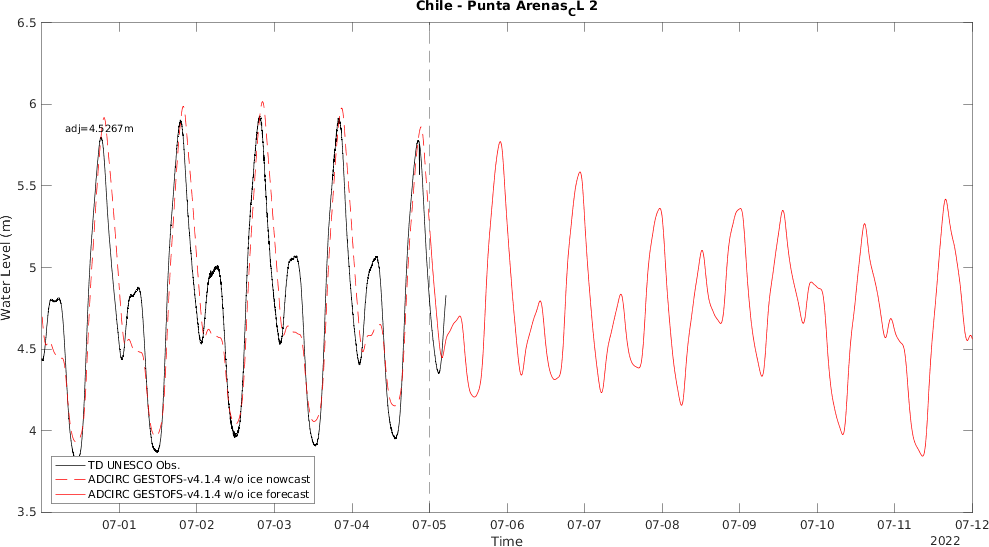 Chile - Punta Arenas_CL 2
6.5
6
5.5
5
4.5
4
3.5
Water Level (m)
adj=4.5267m
TD UNESCO Obs.
ADCIRC GESTOFS-v4.1.4 w/o ice nowcast
ADCIRC GESTOFS-v4.1.4 w/o ice forecast
07-01 07-02 07-03 07-04 07-05 07-06 07-07 07-08 07-09 07-10 07-11 07-12
Time
2022